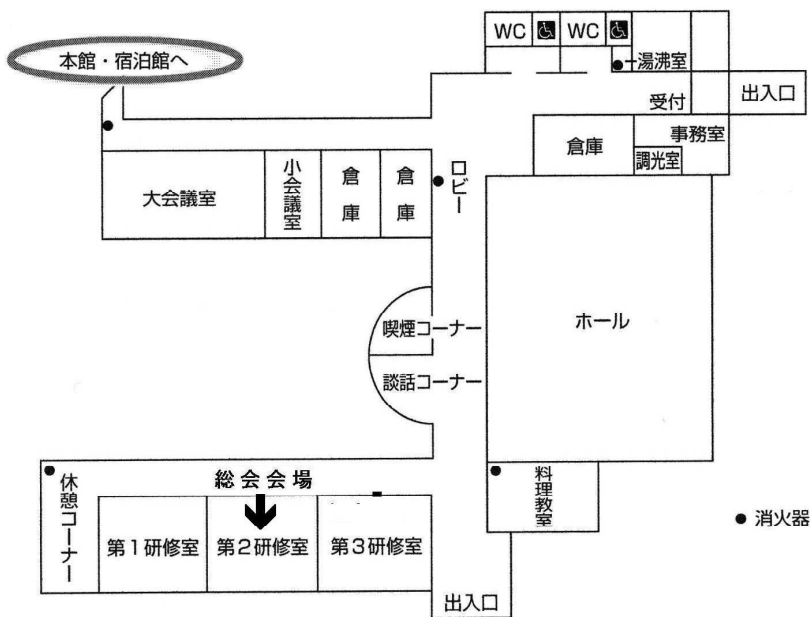 WC
WC
本館・宿泊館へ
湯沸室
受付
出入口
倉庫
事務室
調光室
大会議室
小会議室
倉庫
倉庫
ロビー
喫煙コーナー
ホール
談話コーナー
総会会場
休憩コーナー
料理教室
第1研修室
第2研修室
第3研修室
消火器
出入口